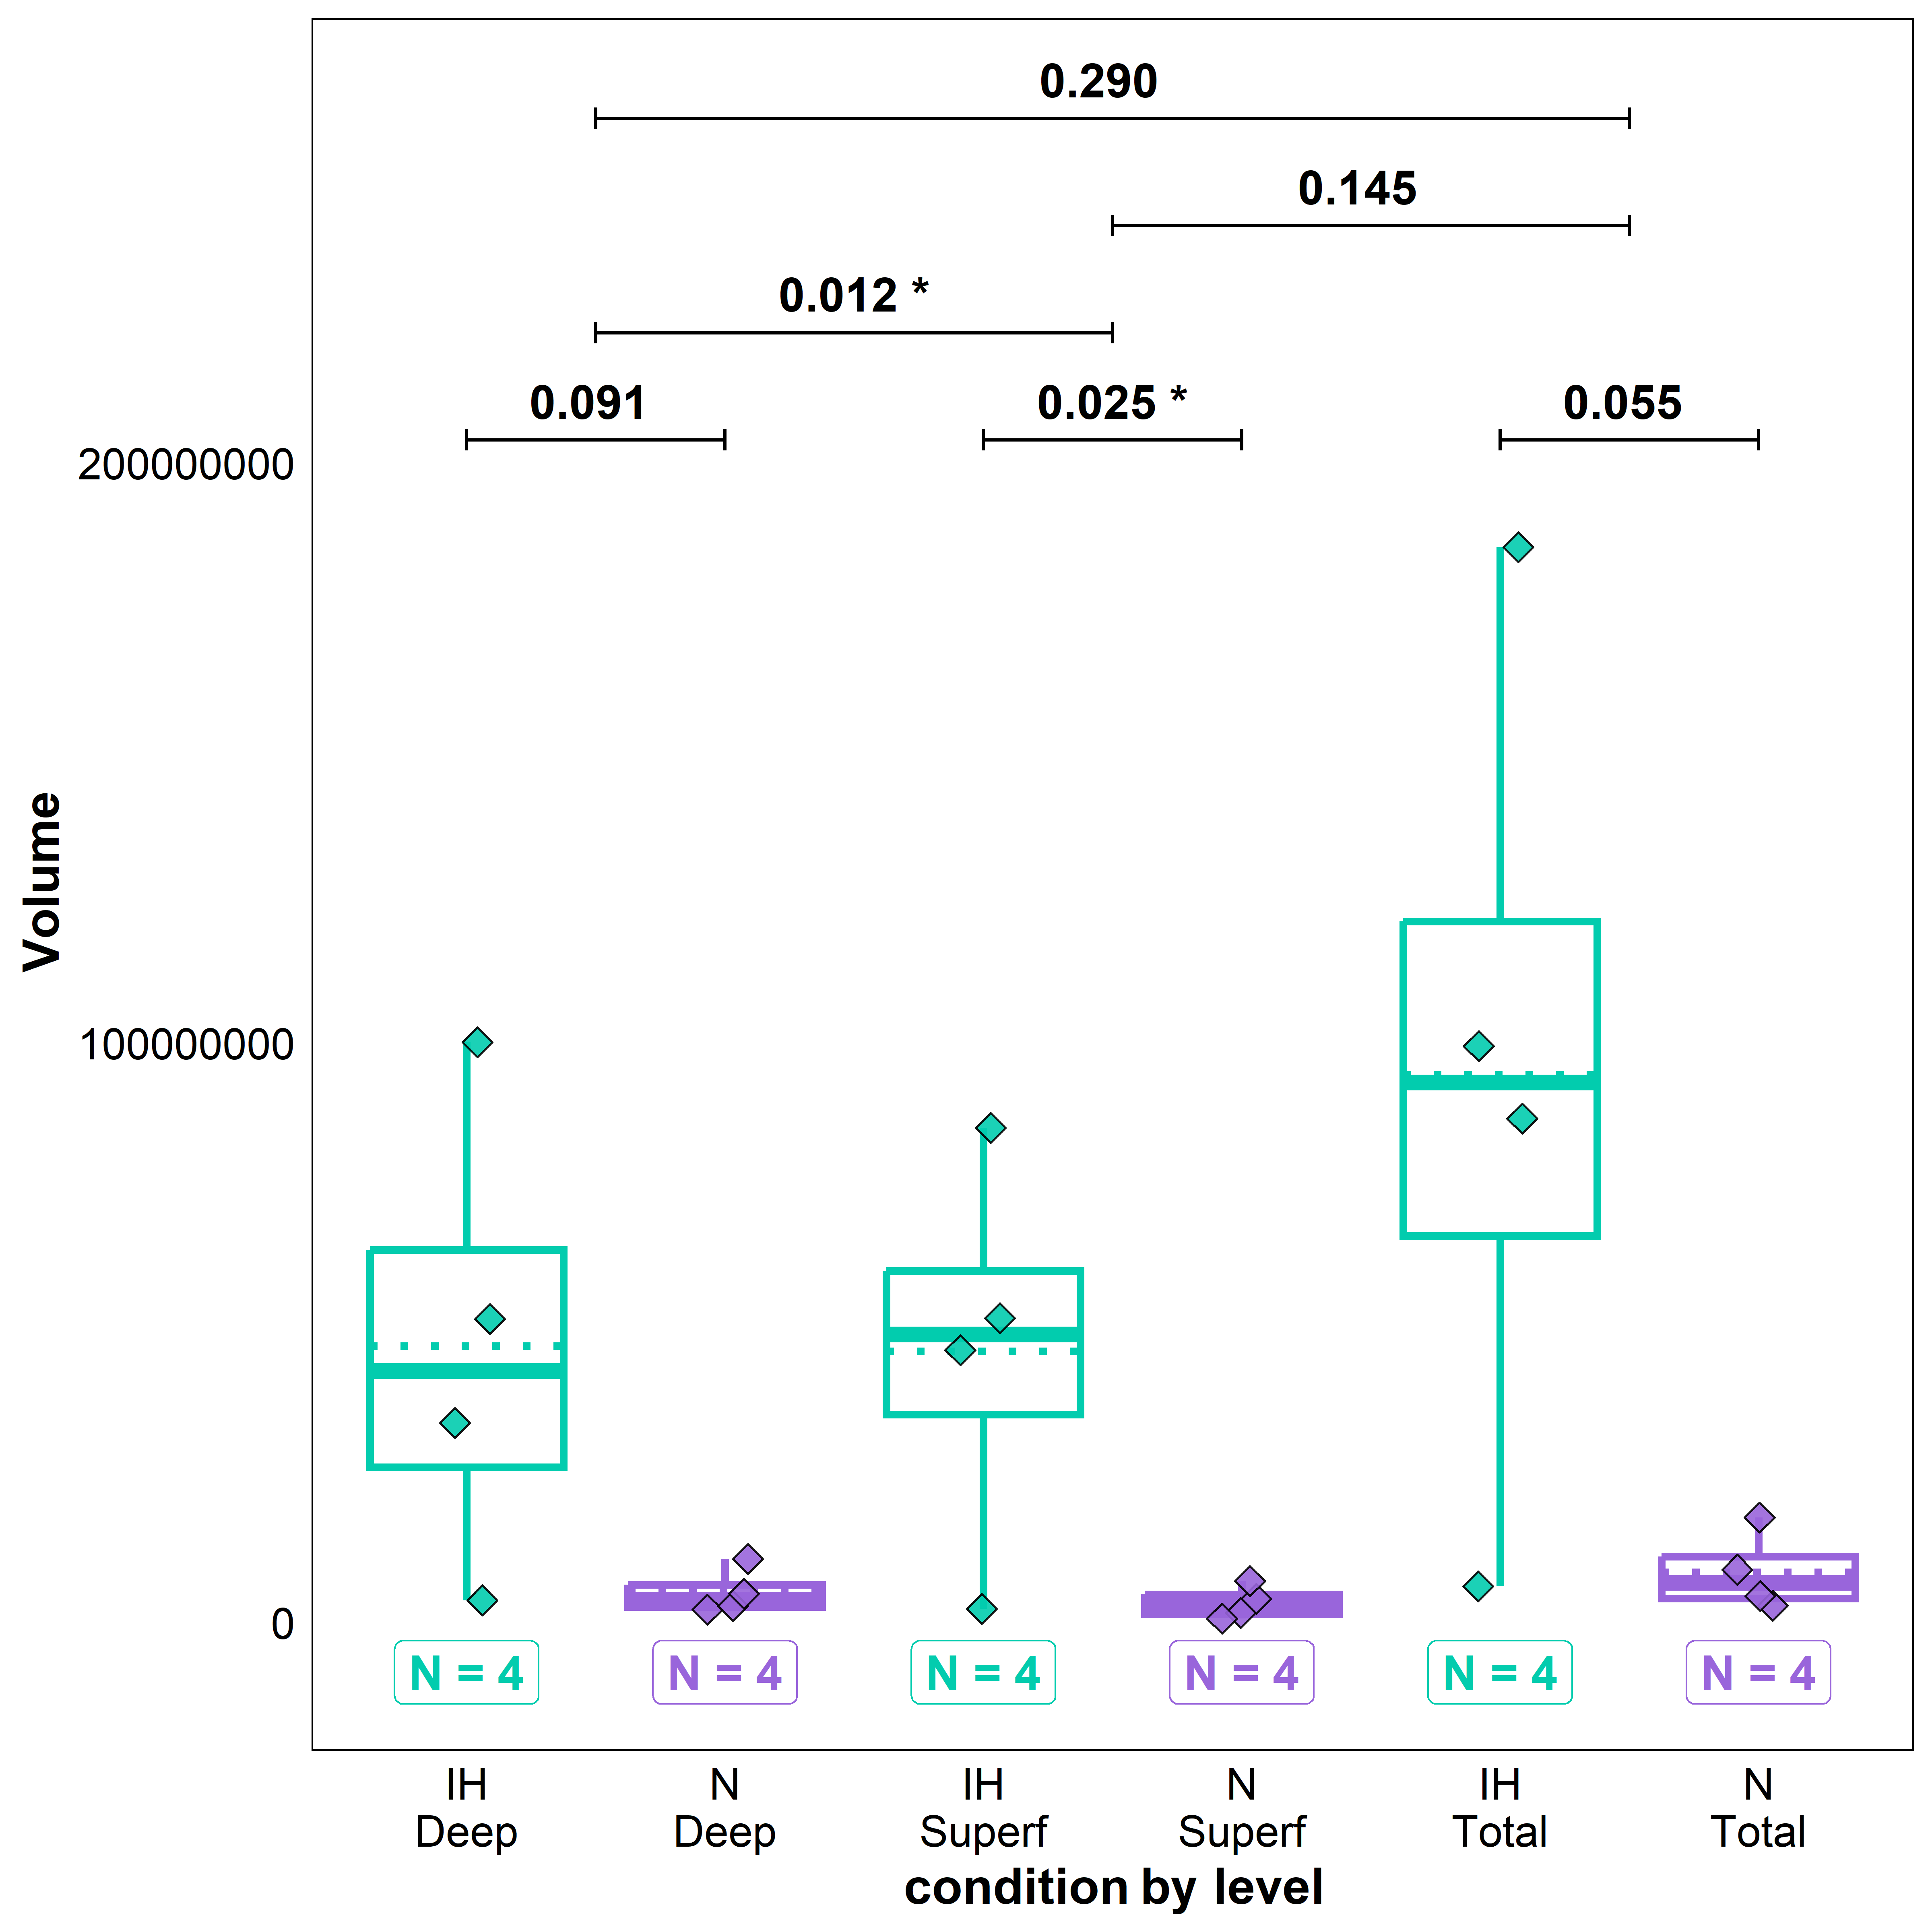 0.290
0.145
0.012 *
0.091
0.025 *
0.055
200000000
100000000
0
Volume
N = 4
N = 4
N = 4
N = 4
N = 4
N = 4
IH
Deep
N
Deep
IH
Superf
N
Superf
IH
Total
N
Total
condition by level